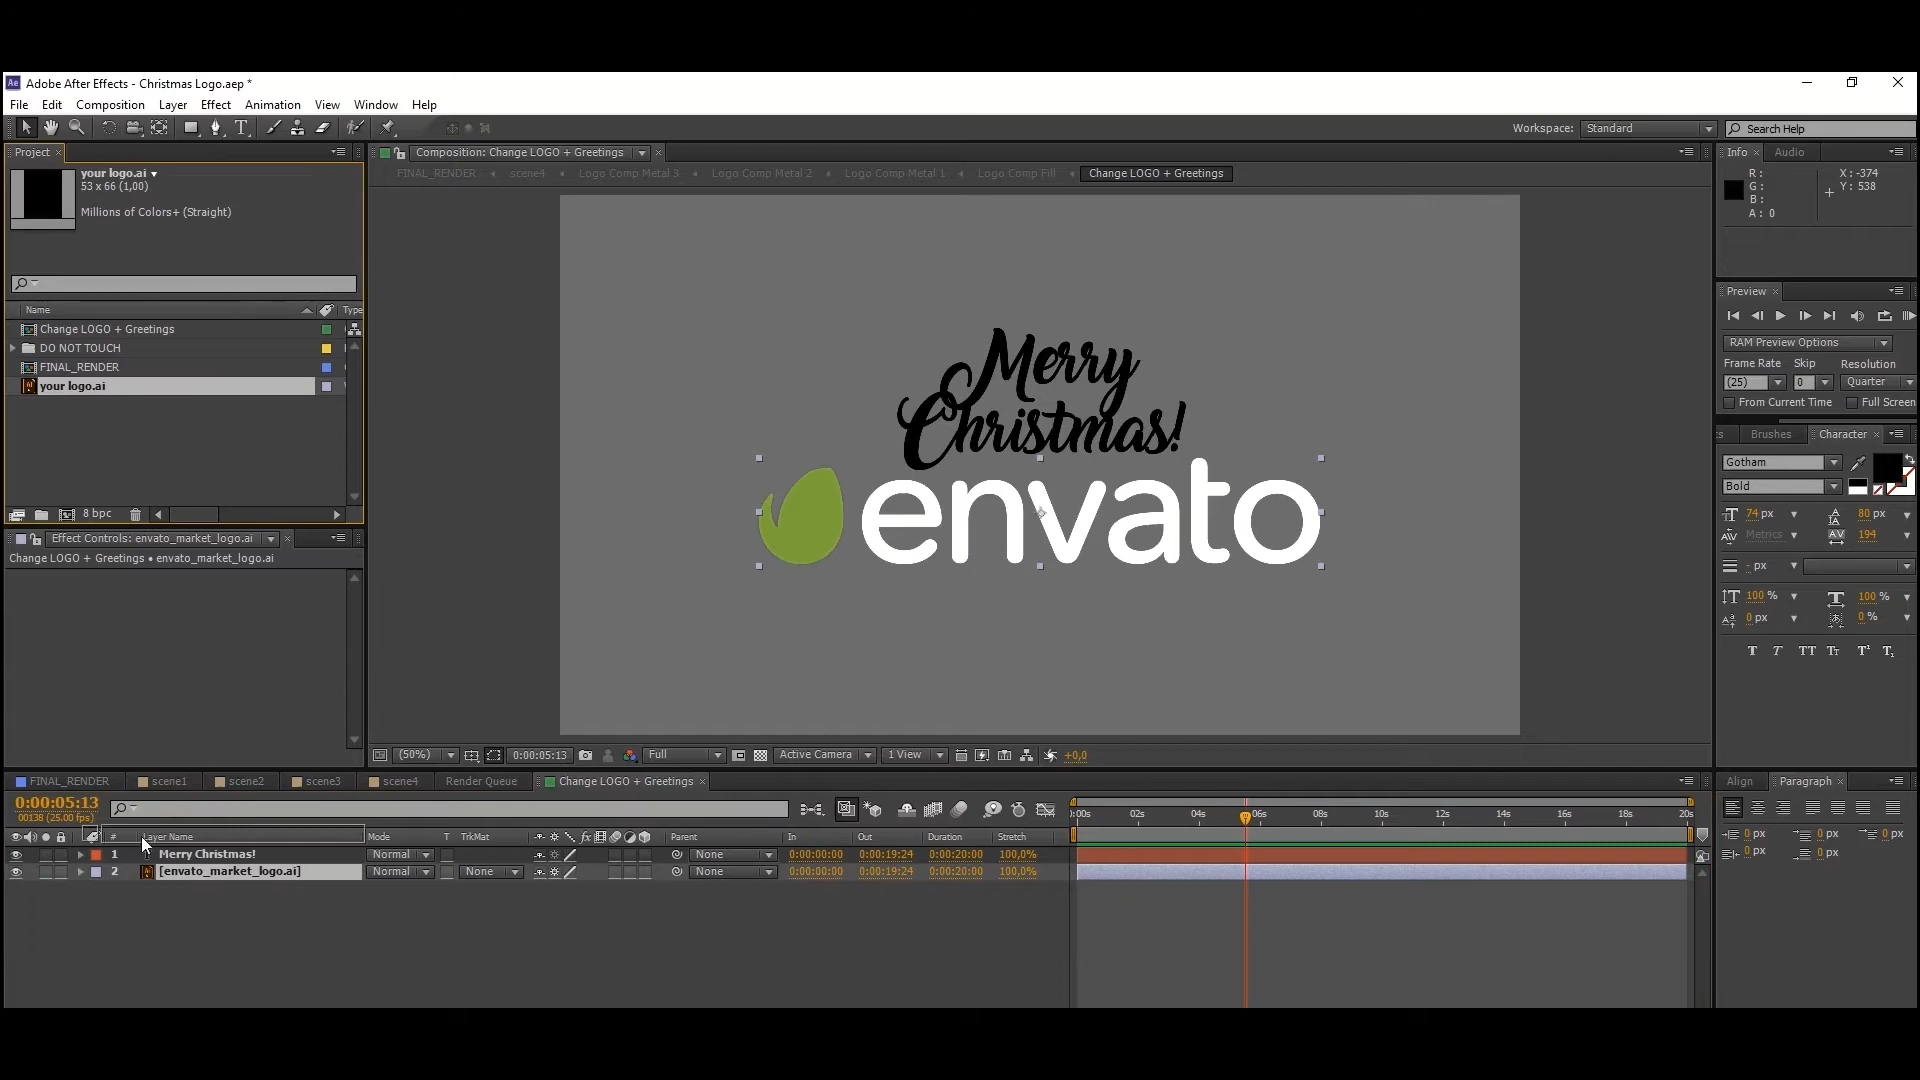 Ae Adobe After Effects - Christmas Logo.aep *
File Edit Composition Layer Effect Animation View Window Help
Workspace: Standard Search Help
Project
your logo.ai
53 x 66 (1,00)
Millions of Colors+ (Straight)
Name Type
Change LOGO + Greetings
DO NOT TOUCH
FINAL_RENDER
your logo.ai
8 bpc
Effect Controls: envato_market_logo.ai
Change LOGO + Greetings • envato_market_logo.ai
Composition: Change LOGO + Greetings
FINAL_RENDER scene4 Logo Comp Metal 3 Logo Comp Metal 2 Logo Comp Metal 1 Logo Comp Fill Change LOGO + Greetings
Merry
Christmas!
envato
(50%) 0:00:05:13 Full Active Camera 1 View +0,0
Info Audio
R: X: -374
G: Y: 538
B:
A: 0
Preview
RAM Preview Options
Frame Rate Skip Resolution
(25) 0 Quarter
From Current Time Full Screen
Brushes Character
Gotham
Bold
74 px 80 px
Metrics 194
- px
100 % 100 %
0 px 0 %
T T TT Tt T¹ T₁
FINAL_RENDER scene1 scene2 scene3 scene4 Render Queue Change LOGO + Greetings
0:00:05:13
00138 (25.00 fps)
# Layer Name Mode T TrkMat fx Parent In Out Duration Stretch
1 Merry Christmas! Normal None 0:00:00:00 0:00:19:24 0:00:20:00 100,0%
2 [envato_market_logo.ai] Normal None None 0:00:00:00 0:00:19:24 0:00:20:00 100,0%
:00s 02s 04s 06s 08s 10s 12s 14s 16s 18s 20s
Align Paragraph
0 px 0 px 0 px
0 px 0 px